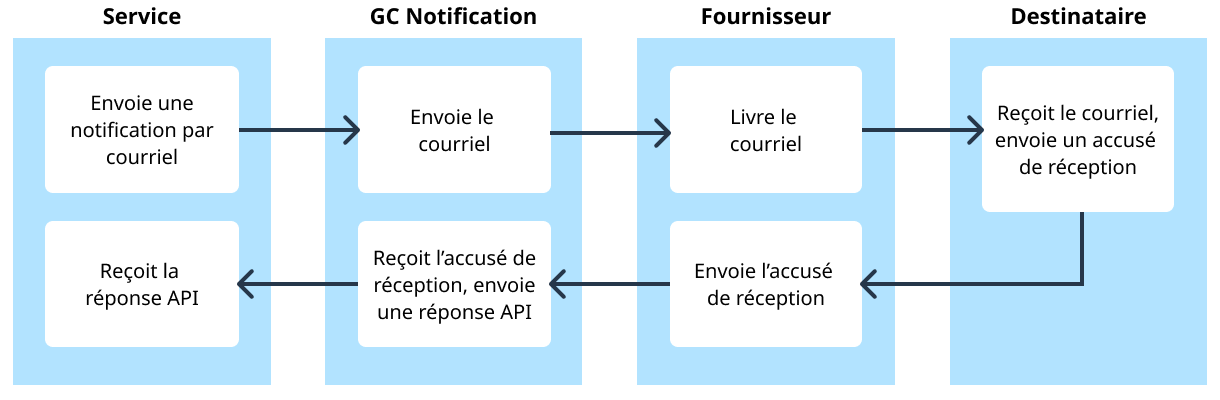 Service
GC Notification
Fournisseur
Destinataire
Envoie une
notification par
courriel
Envoie le
courriel
Livre le
courriel
Reçoit le courriel,
envoie un accusé
de réception
Reçoit la
réponse API
Reçoit l’accusé de
réception, envoie
une réponse API
Envoie l’accusé
de réception